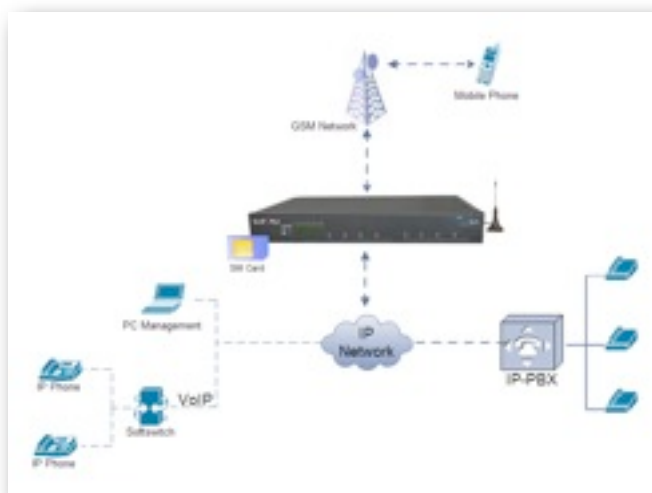 Mobile Phone
GSM Network
SIM Card
PC Management
IP
Network
IP-PBX
IP Phone
VoIP
Softswitch
IP Phone